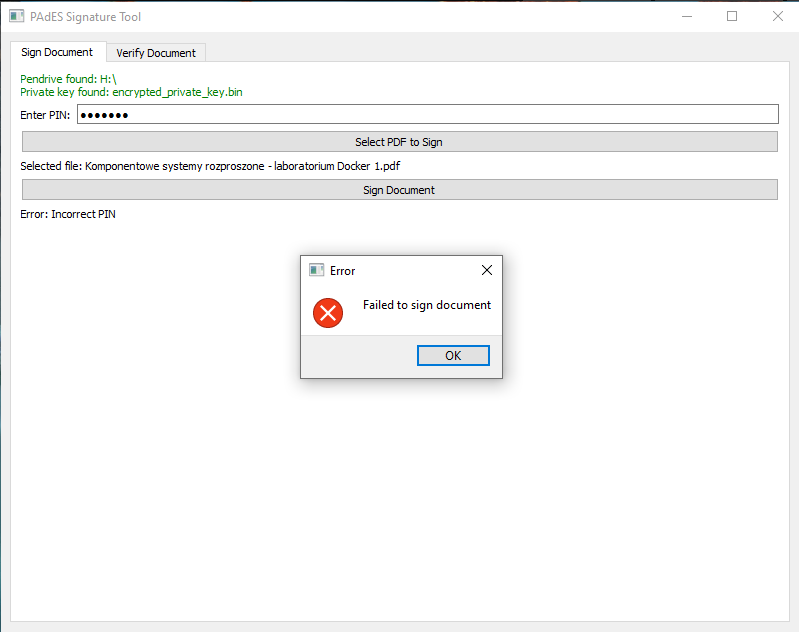 PAdES Signature Tool
Sign Document
Verify Document
Pendrive found: H:\
Private key found: encrypted_private_key.bin
Enter PIN: ●●●●●●●
Select PDF to Sign
Selected file: Komponentowe systemy rozproszone - laboratorium Docker 1.pdf
Sign Document
Error: Incorrect PIN
Error
Failed to sign document
OK